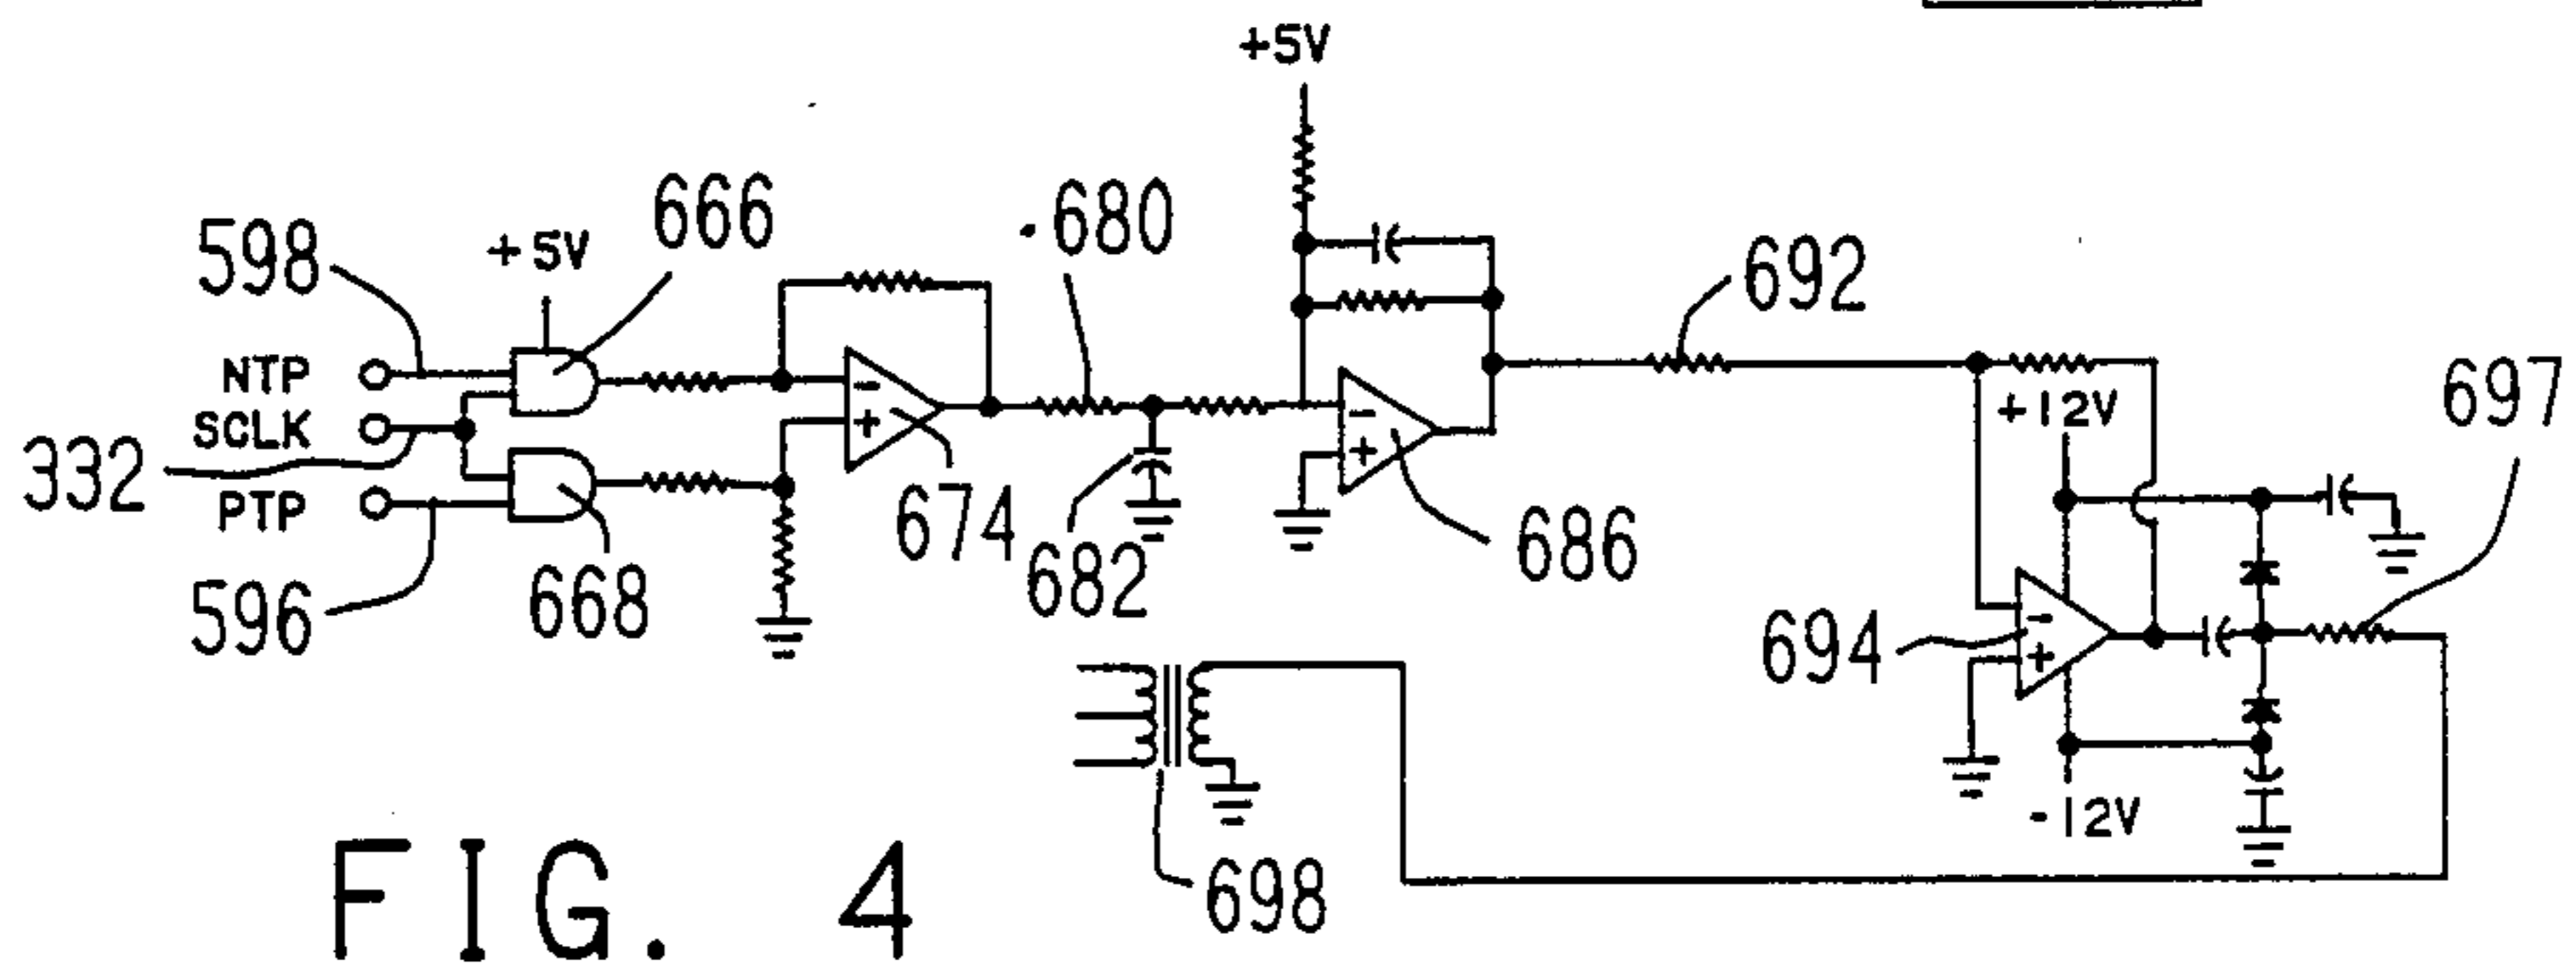 +5V
598
+5V
666
680
692
NTP
SCLK
332
PTP
596
668
-
+
674
682
-
+
686
+12V
697
694
-
+
-12V
698
FIG. 4